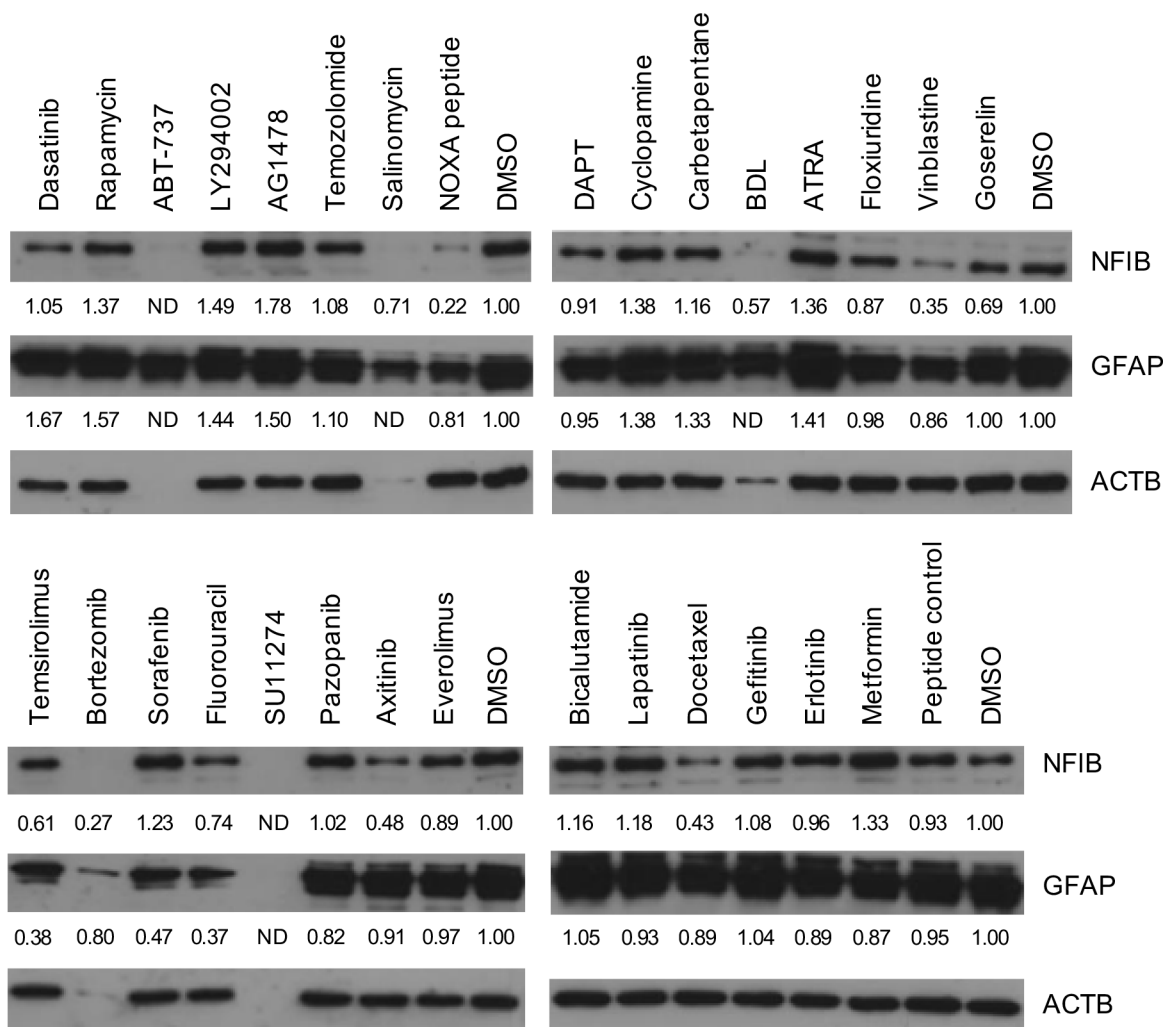 Dasatinib Rapamycin ABT-737 LY294002 AG1478 Temozolomide Salinomycin NOXA peptide DMSO DAPT Cyclopamine Carbetapentane BDL ATRA Floxiuridine Vinblastine Goserelin DMSO
NFIB
1.05 1.37 ND 1.49 1.78 1.08 0.71 0.22 1.00 0.91 1.38 1.16 0.57 1.36 0.87 0.35 0.69 1.00
GFAP
1.67 1.57 ND 1.44 1.50 1.10 ND 0.81 1.00 0.95 1.38 1.33 ND 1.41 0.98 0.86 1.00 1.00
ACTB
Temsirolimus Bortezomib Sorafenib Fluorouracil SU11274 Pazopanib Axitinib Everolimus DMSO Bicalutamide Lapatinib Docetaxel Gefitinib Erlotinib Metformin Peptide control DMSO
NFIB
0.61 0.27 1.23 0.74 ND 1.02 0.48 0.89 1.00 1.16 1.18 0.43 1.08 0.96 1.33 0.93 1.00
GFAP
0.38 0.80 0.47 0.37 ND 0.82 0.91 0.97 1.00 1.05 0.93 0.89 1.04 0.89 0.87 0.95 1.00
ACTB